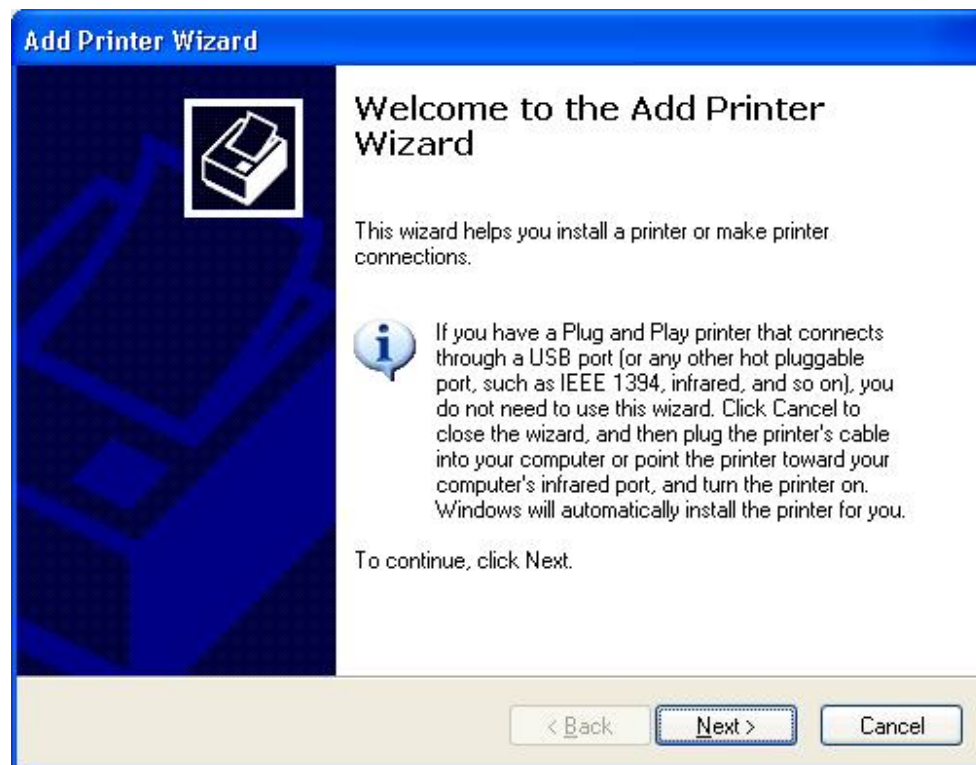 Add Printer Wizard
Welcome to the Add Printer
Wizard
This wizard helps you install a printer or make printer
connections.
If you have a Plug and Play printer that connects
through a USB port (or any other hot pluggable
port, such as IEEE 1394, infrared, and so on), you
do not need to use this wizard. Click Cancel to
close the wizard, and then plug the printer's cable
into your computer or point the printer toward your
computer's infrared port, and turn the printer on.
Windows will automatically install the printer for you.
To continue, click Next.
< Back Next > Cancel